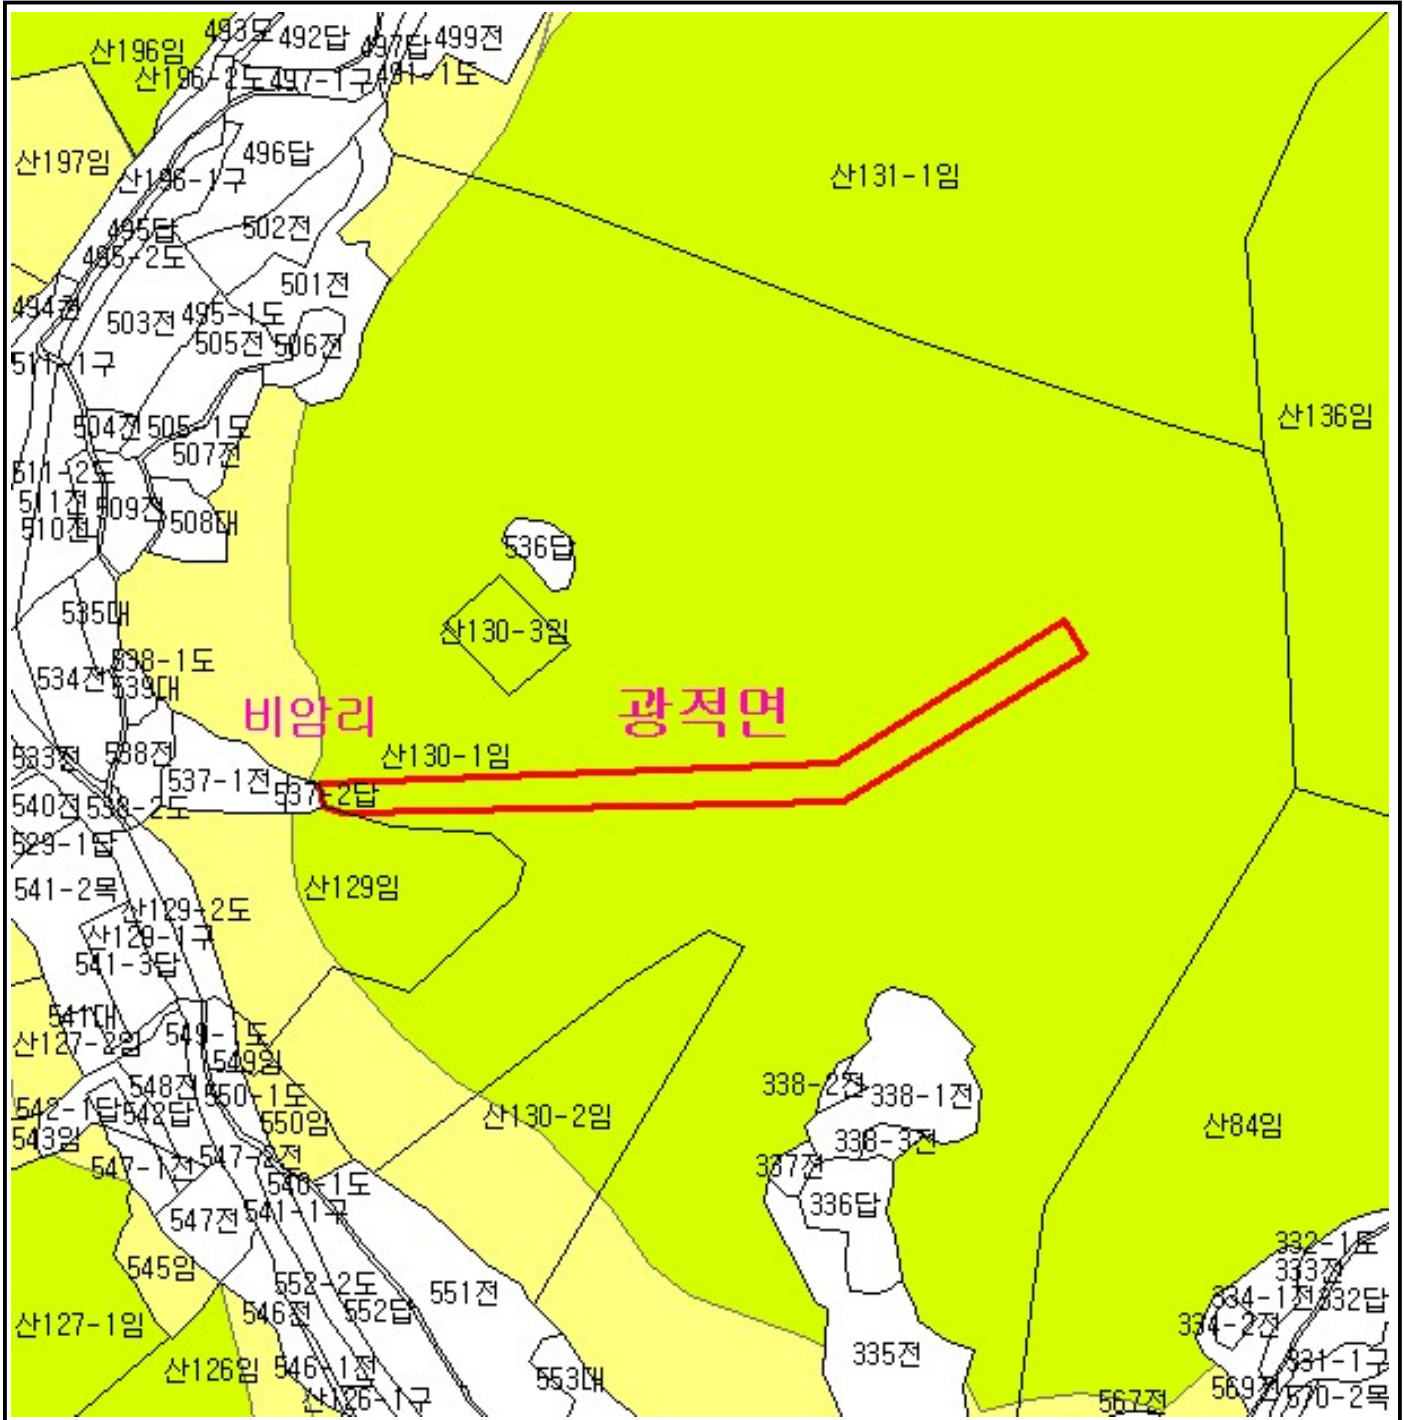 493도 492답 497답 499전
산196임
산196-2도 497-1구 491-1도
496답
산197임
산196-1구
산131-1임
495답 502전
495-2도
501전
494천
503전 495-1도
505전 506전
511-1구
산136임
504전 505-1도
507전
511-2도
511전 509전 508대
510전
536답
535대
산130-3임
538-1도
534전 539대
비암리 광적면
533전 538전 산130-1임
537-1전 537-2답
540전 538-2도
529-1답
541-2목 산129임
산129-2도
산129-1구
541-3답
541대
549-1도
산127-2임 549임
548전 550-1도 338-2전 338-1전
542-1답 542답 550임 산130-2임 산84임
543임 338-3전
547-1전 547-2전 337전
540-1도
547전 541-1구 336답
332-1도
545임 333전
552-2도 551전
546전 552답 334-1전 332답
산127-1임 334-2전
335전
산126임 546-1전 553대 331-1구
산126-1구 567전 570-2목